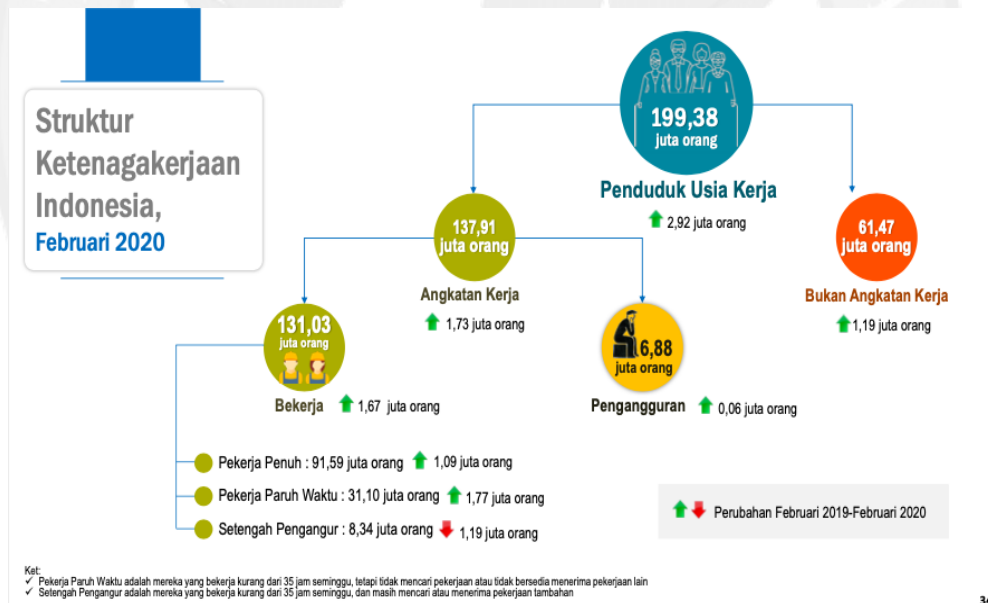 Struktur
Ketenagakerjaan
Indonesia,
Februari 2020
199,38
juta orang
Penduduk Usia Kerja
2,92 juta orang
137,91
juta orang
Angkatan Kerja
1,73 juta orang
61,47
juta orang
Bukan Angkatan Kerja
1,19 juta orang
131,03
juta orang
Bekerja
1,67 juta orang
6,88
juta orang
Pengangguran
0,06 juta orang
Pekerja Penuh : 91,59 juta orang 1,09 juta orang
Pekerja Paruh Waktu : 31,10 juta orang 1,77 juta orang
Setengah Pengangur : 8,34 juta orang 1,19 juta orang
Perubahan Februari 2019-Februari 2020
Ket:
✓ Pekerja Paruh Waktu adalah mereka yang bekerja kurang dari 35 jam seminggu, tetapi tidak mencari pekerjaan atau tidak bersedia menerima pekerjaan lain
✓ Setengah Pengangur adalah mereka yang bekerja kurang dari 35 jam seminggu, dan masih mencari atau menerima pekerjaan tambahan